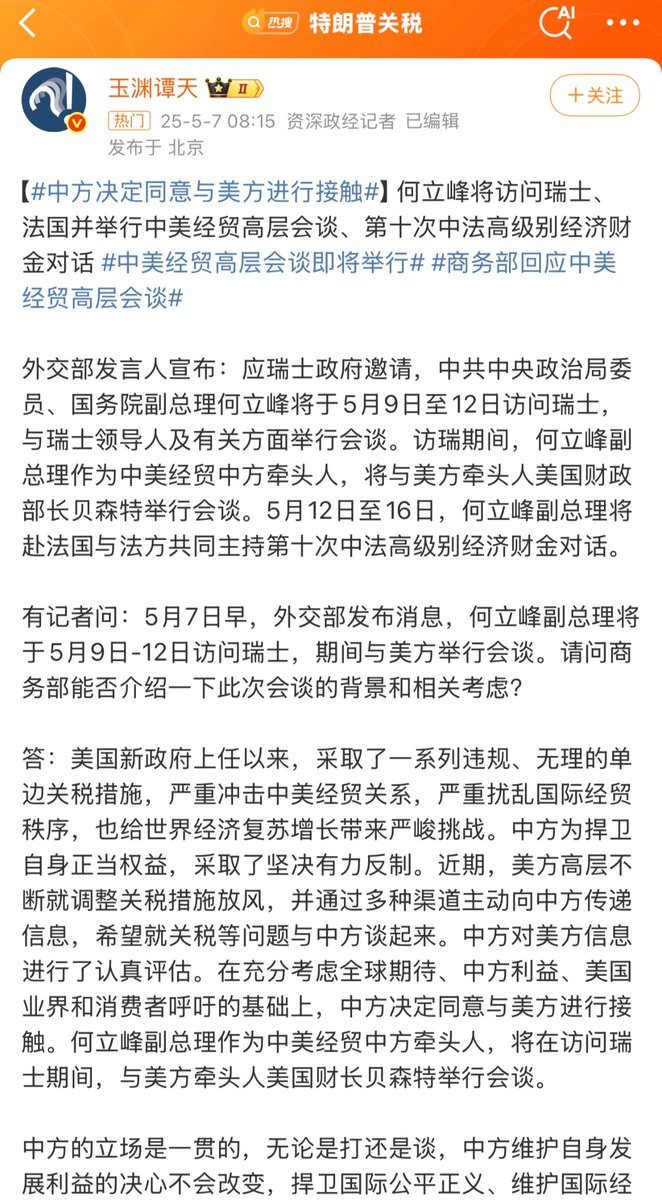 热搜 特朗普关税 AI
玉渊谭天 II
+关注
热门 25-5-7 08:15 资深政经记者 已编辑
发布于 北京
【#中方决定同意与美方进行接触#】何立峰将访问瑞士、
法国并举行中美经贸高层会谈、第十次中法高级别经济财
金对话 #中美经贸高层会谈即将举行# #商务部回应中美
经贸高层会谈#
外交部发言人宣布：应瑞士政府邀请，中共中央政治局委
员、国务院副总理何立峰将于5月9日至12日访问瑞士，
与瑞士领导人及有关方面举行会谈。访瑞期间，何立峰副
总理作为中美经贸中方牵头人，将与美方牵头人美国财政
部长贝森特举行会谈。5月12日至16日，何立峰副总理将
赴法国与法方共同主持第十次中法高级别经济财金对话。
有记者问：5月7日早，外交部发布消息，何立峰副总理将
于5月9日-12日访问瑞士，期间与美方举行会谈。请问商
务部能否介绍一下此次会谈的背景和相关考虑？
答：美国新政府上任以来，采取了一系列违规、无理的单
边关税措施，严重冲击中美经贸关系，严重扰乱国际经贸
秩序，也给世界经济复苏增长带来严峻挑战。中方为捍卫
自身正当权益，采取了坚决有力反制。近期，美方高层不
断就调整关税措施放风，并通过多种渠道主动向中方传递
信息，希望就关税等问题与中方谈起来。中方对美方信息
进行了认真评估。在充分考虑全球期待、中方利益、美国
业界和消费者呼吁的基础上，中方决定同意与美方进行接
触。何立峰副总理作为中美经贸中方牵头人，将在访问瑞
士期间，与美方牵头人美国财长贝森特举行会谈。
中方的立场是一贯的，无论是打还是谈，中方维护自身发
展利益的决心不会改变，捍卫国际公平正义、维护国际经